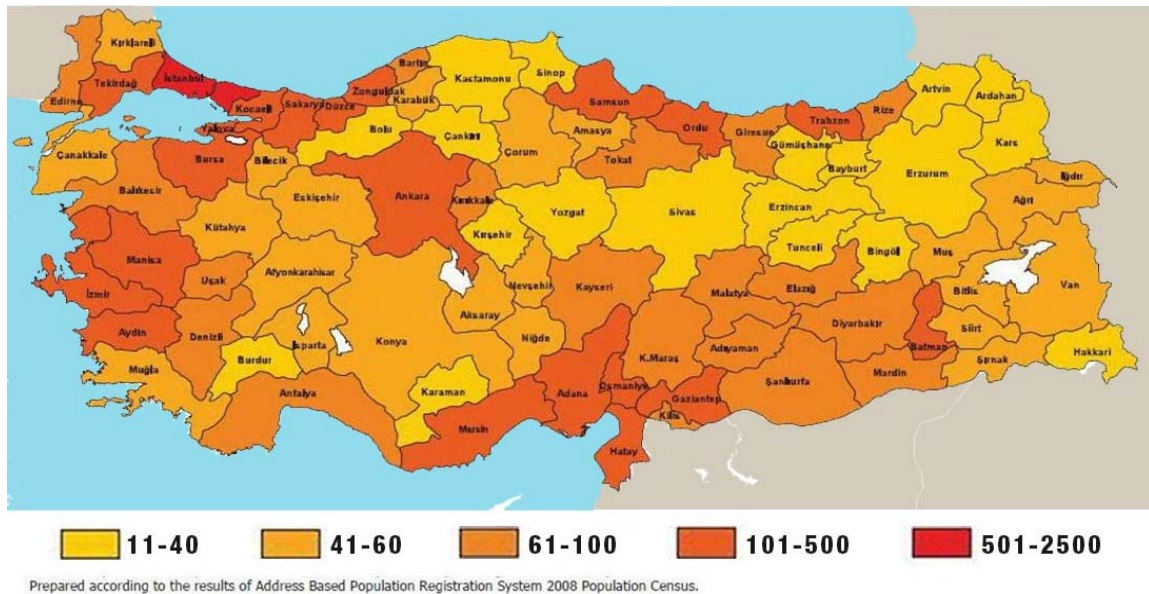 Kırklareli
Tekirdağ
İstanbul
Edirne
Kocaeli
Sakarya
Düzce
Zonguldak
Bartın
Karabük
Kastamonu
Sinop
Samsun
Ordu
Giresun
Trabzon
Rize
Artvin
Ardahan
Kars
Yalova
Bolu
Çankırı
Çorum
Amasya
Tokat
Gümüşhane
Bayburt
Erzurum
Iğdır
Ağrı
Çanakkale
Bursa
Bilecik
Balıkesir
Eskişehir
Ankara
Kırıkkale
Yozgat
Sivas
Erzincan
Kütahya
Kırşehir
Tunceli
Bingöl
Muş
Manisa
Uşak
Afyonkarahisar
Nevşehir
Kayseri
Malatya
Elazığ
Bitlis
Van
İzmir
Aksaray
Aydın
Denizli
Isparta
Konya
Niğde
K.Maraş
Adıyaman
Diyarbakır
Batman
Siirt
Şırnak
Hakkari
Muğla
Burdur
Antalya
Karaman
Mersin
Adana
Osmaniye
Gaziantep
Kilis
Şanlıurfa
Mardin
Hatay
11-40
41-60
61-100
101-500
501-2500
Prepared according to the results of Address Based Population Registration System 2008 Population Census.